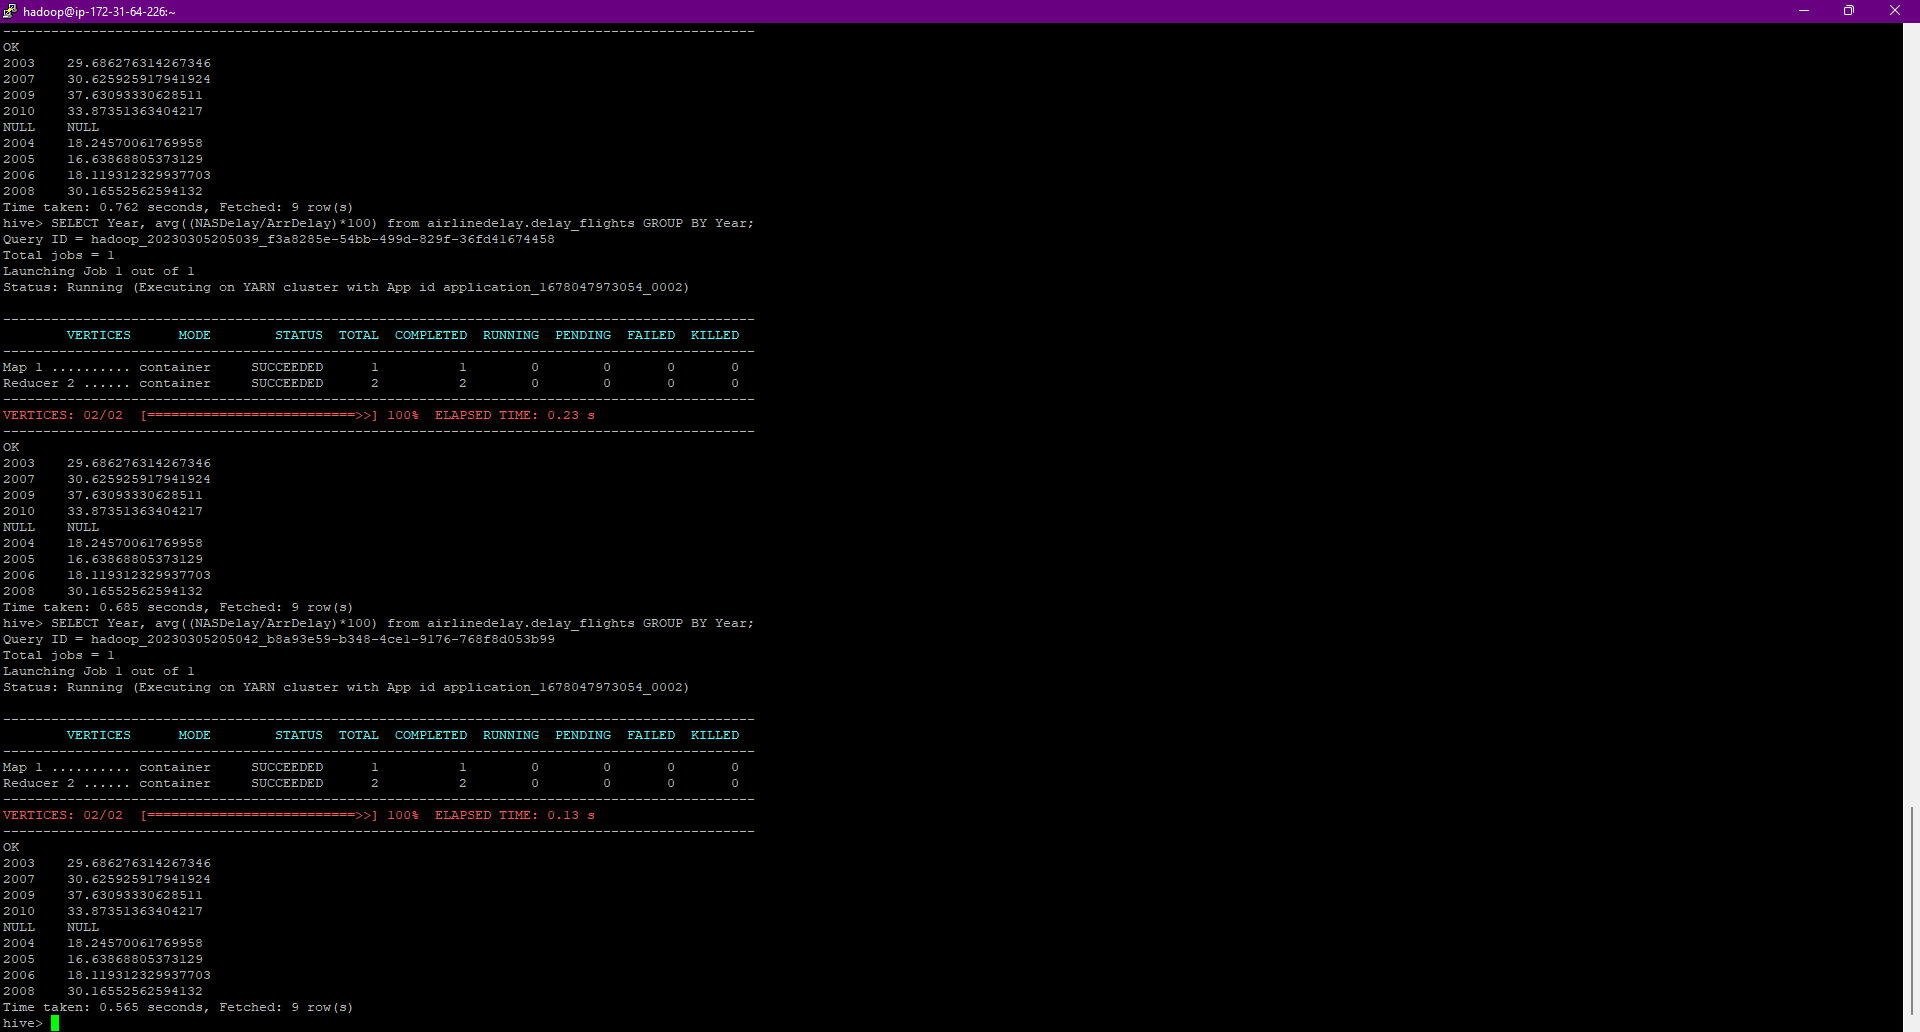 hadoop@ip-172-31-64-226:~
--------------------------------------------------------------------------------
OK
2003    29.686276314267346
2007    30.625925917941924
2009    37.63093330628511
2010    33.87351363404217
NULL    NULL
2004    18.24570061769958
2005    16.63868805373129
2006    18.119312329937703
2008    30.16552562594132
Time taken: 0.762 seconds, Fetched: 9 row(s)
hive> SELECT Year, avg((NASDelay/ArrDelay)*100) from airlinedelay.delay_flights GROUP BY Year;
Query ID = hadoop_20230305205039_f3a8285e-54bb-499d-829f-36fd41674458
Total jobs = 1
Launching Job 1 out of 1
Status: Running (Executing on YARN cluster with App id application_1678047973054_0002)
--------------------------------------------------------------------------------
VERTICES      MODE        STATUS  TOTAL  COMPLETED  RUNNING  PENDING  FAILED  KILLED
--------------------------------------------------------------------------------
Map 1 .......... container     SUCCEEDED      1          1        0        0       0       0
Reducer 2 ...... container     SUCCEEDED      2          2        0        0       0       0
--------------------------------------------------------------------------------
VERTICES: 02/02  [==========================>>] 100%  ELAPSED TIME: 0.23 s
--------------------------------------------------------------------------------
OK
2003    29.686276314267346
2007    30.625925917941924
2009    37.63093330628511
2010    33.87351363404217
NULL    NULL
2004    18.24570061769958
2005    16.63868805373129
2006    18.119312329937703
2008    30.16552562594132
Time taken: 0.685 seconds, Fetched: 9 row(s)
hive> SELECT Year, avg((NASDelay/ArrDelay)*100) from airlinedelay.delay_flights GROUP BY Year;
Query ID = hadoop_20230305205042_b8a93e59-b348-4ce1-9176-768f8d053b99
Total jobs = 1
Launching Job 1 out of 1
Status: Running (Executing on YARN cluster with App id application_1678047973054_0002)
--------------------------------------------------------------------------------
VERTICES      MODE        STATUS  TOTAL  COMPLETED  RUNNING  PENDING  FAILED  KILLED
--------------------------------------------------------------------------------
Map 1 .......... container     SUCCEEDED      1          1        0        0       0       0
Reducer 2 ...... container     SUCCEEDED      2          2        0        0       0       0
--------------------------------------------------------------------------------
VERTICES: 02/02  [==========================>>] 100%  ELAPSED TIME: 0.13 s
--------------------------------------------------------------------------------
OK
2003    29.686276314267346
2007    30.625925917941924
2009    37.63093330628511
2010    33.87351363404217
NULL    NULL
2004    18.24570061769958
2005    16.63868805373129
2006    18.119312329937703
2008    30.16552562594132
Time taken: 0.565 seconds, Fetched: 9 row(s)
hive>